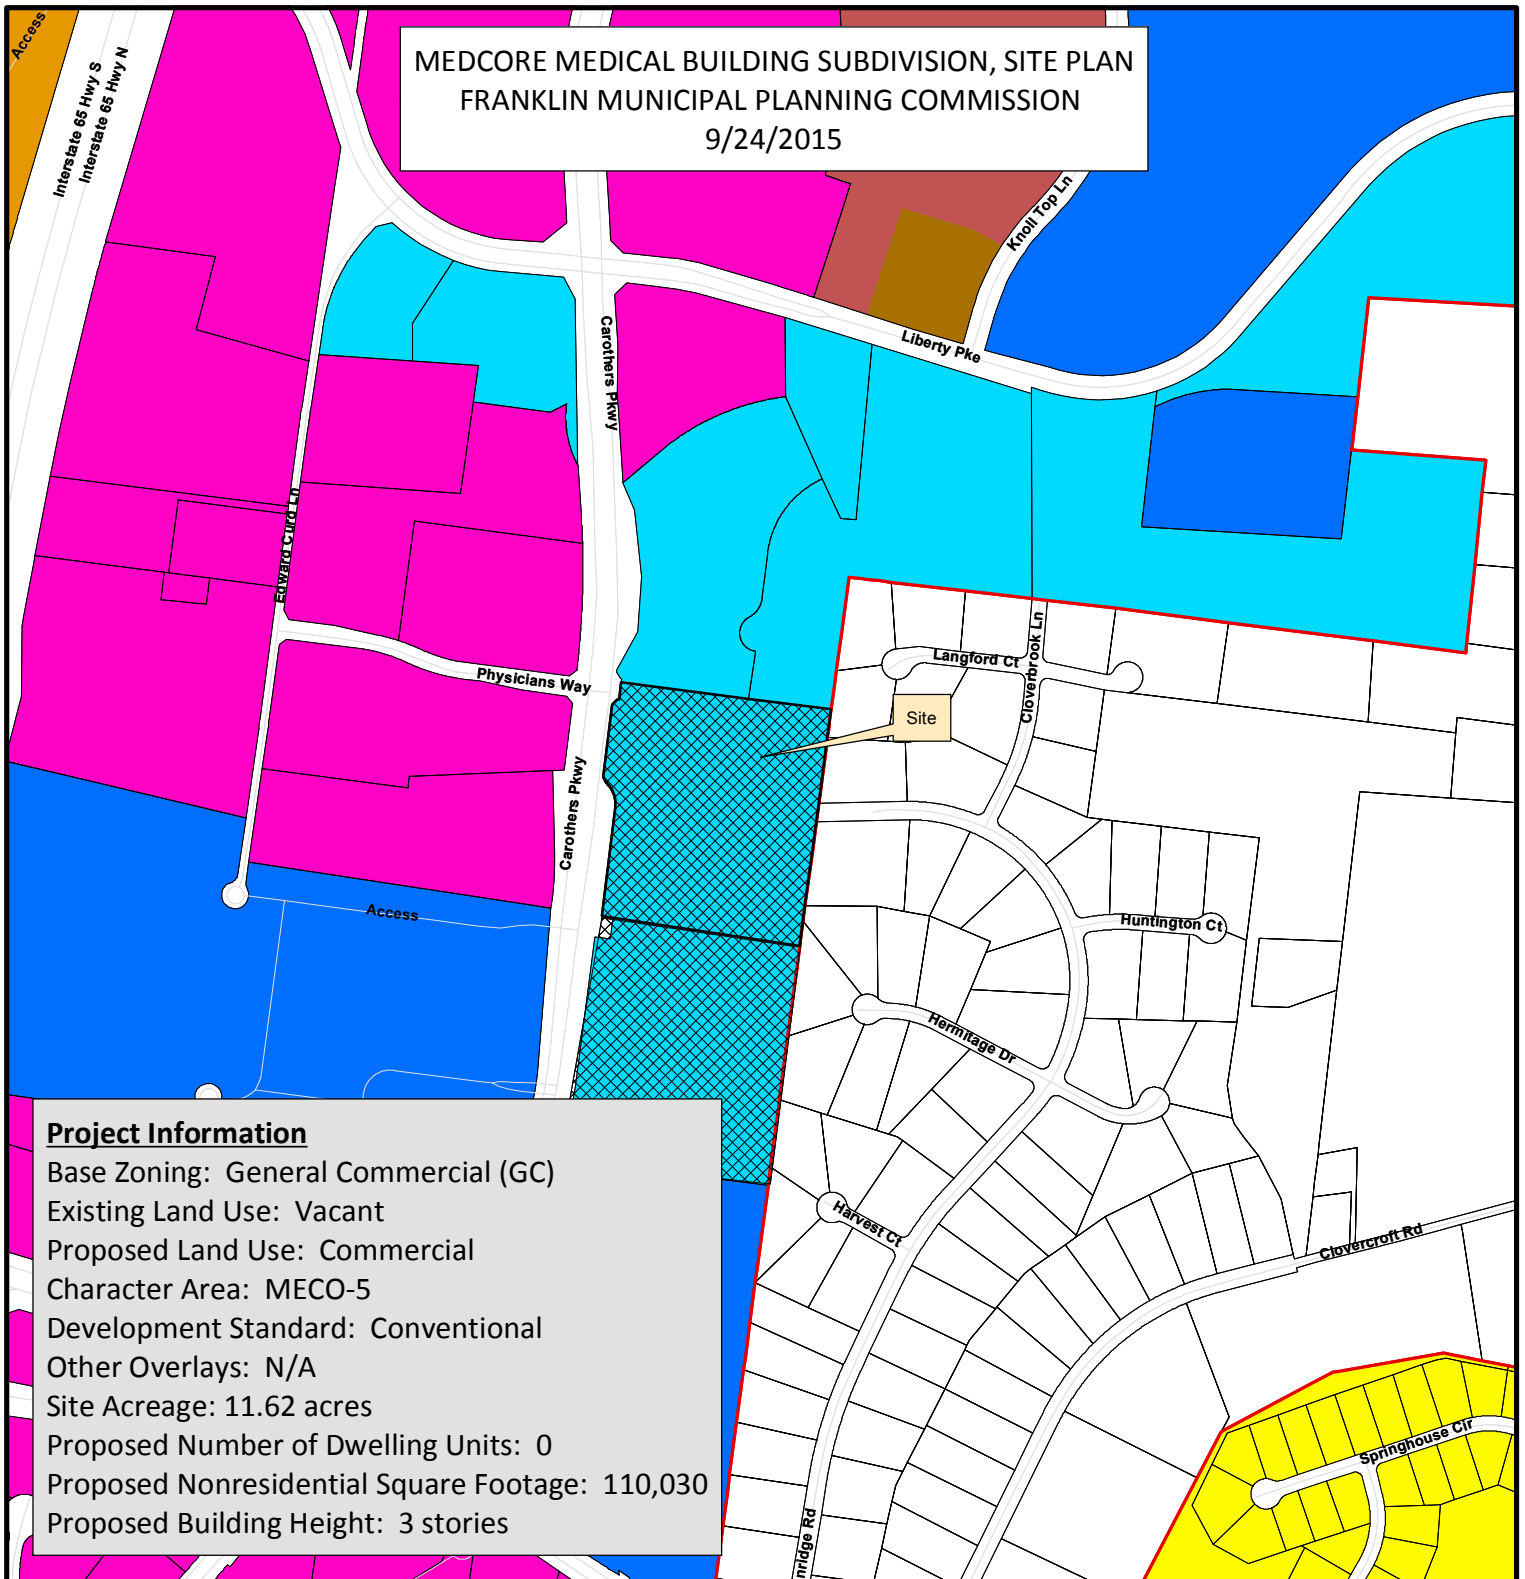 MEDCORE MEDICAL BUILDING SUBDIVISION, SITE PLAN
FRANKLIN MUNICIPAL PLANNING COMMISSION
9/24/2015
Access
Interstate 65 Hwy S
Interstate 65 Hwy N
Knoll Top Ln
Liberty Pke
Carothers Pkwy
Edward Curd Ln
Physicians Way
Langford Ct
Cloverbrook Ln
Site
Carothers Pkwy
Access
Huntington Ct
Hermitage Dr
Harvest Ct
Clovercroft Rd
Springhouse Cir
nridge Rd
Project Information
Base Zoning: General Commercial (GC)
Existing Land Use: Vacant
Proposed Land Use: Commercial
Character Area: MECO-5
Development Standard: Conventional
Other Overlays: N/A
Site Acreage: 11.62 acres
Proposed Number of Dwelling Units: 0
Proposed Nonresidential Square Footage: 110,030
Proposed Building Height: 3 stories